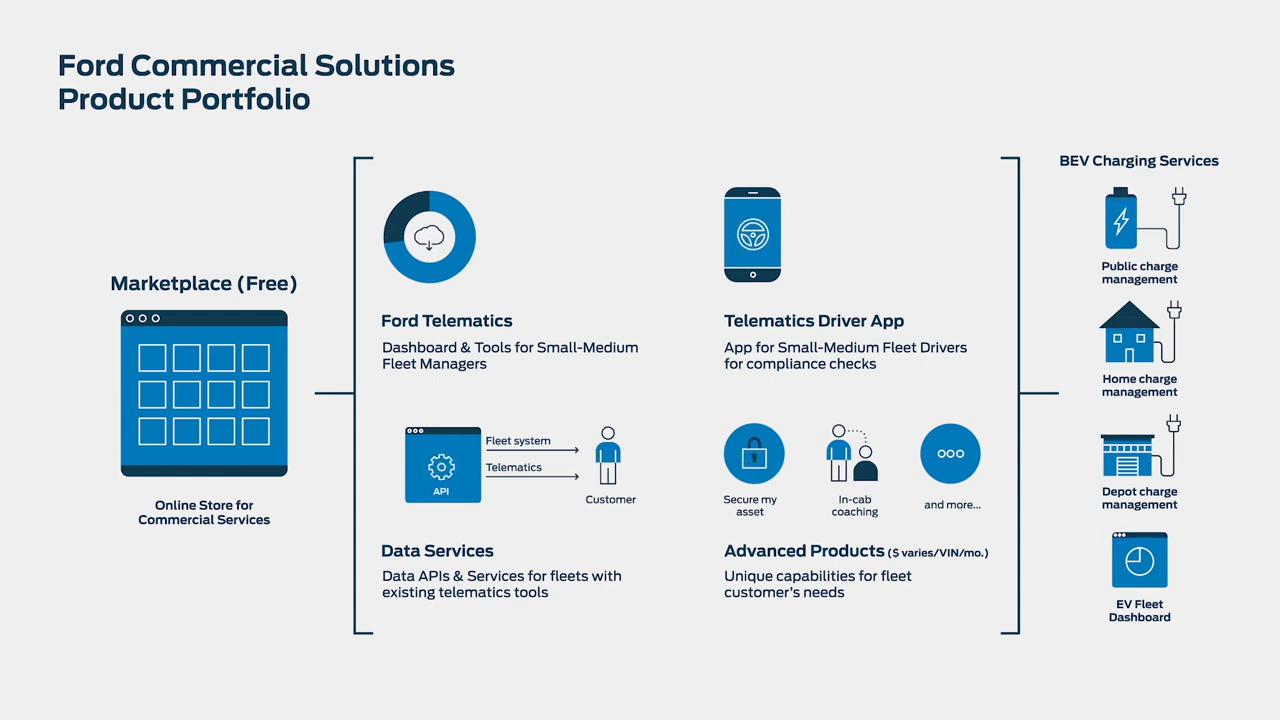 Ford Commercial Solutions
Product Portfolio
Marketplace (Free)
Online Store for
Commercial Services
Ford Telematics
Dashboard & Tools for Small-Medium
Fleet Managers
Telematics Driver App
App for Small-Medium Fleet Drivers
for compliance checks
API
Fleet system
Telematics
Customer
Data Services
Data APIs & Services for fleets with
existing telematics tools
Secure my
asset
In-cab
coaching
and more...
Advanced Products ($ varies/VIN/mo.)
Unique capabilities for fleet
customer's needs
BEV Charging Services
Public charge
management
Home charge
management
Depot charge
management
EV Fleet
Dashboard